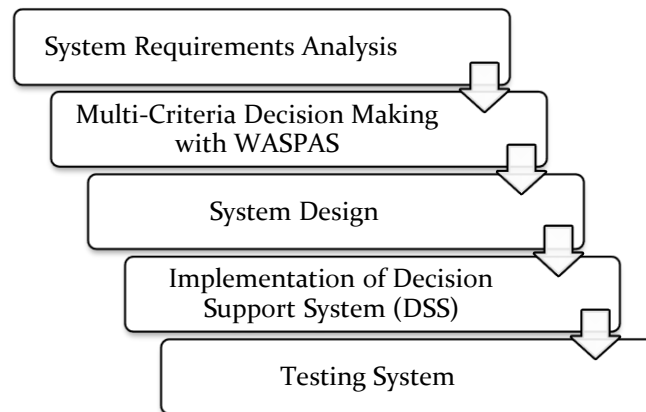 System Requirements Analysis
Multi-Criteria Decision Making
with WASPAS
System Design
Implementation of Decision
Support System (DSS)
Testing System